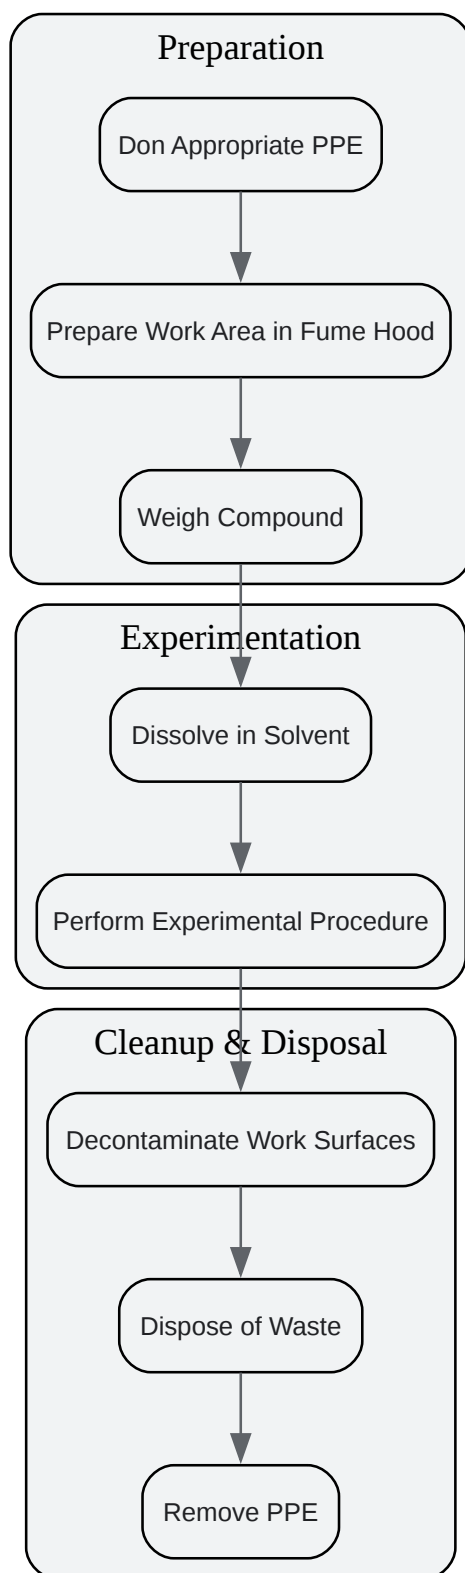 Preparation
Don Appropriate PPE
Prepare Work Area in Fume Hood
Weigh Compound
Experimentation
Dissolve in Solvent
Perform Experimental Procedure
Cleanup & Disposal
Decontaminate Work Surfaces
Dispose of Waste
Remove PPE